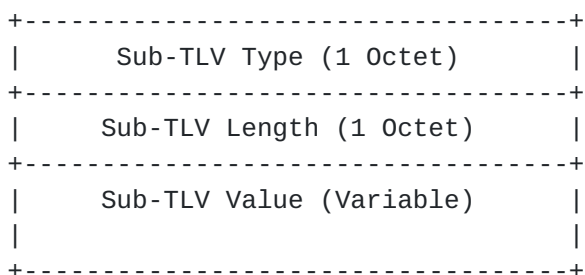 +-----------------------------------+
|      Sub-TLV Type (1 Octet)       |
+-----------------------------------+
|     Sub-TLV Length (1 Octet)      |
+-----------------------------------+
|     Sub-TLV Value (Variable)      |
|                                   |
+-----------------------------------+